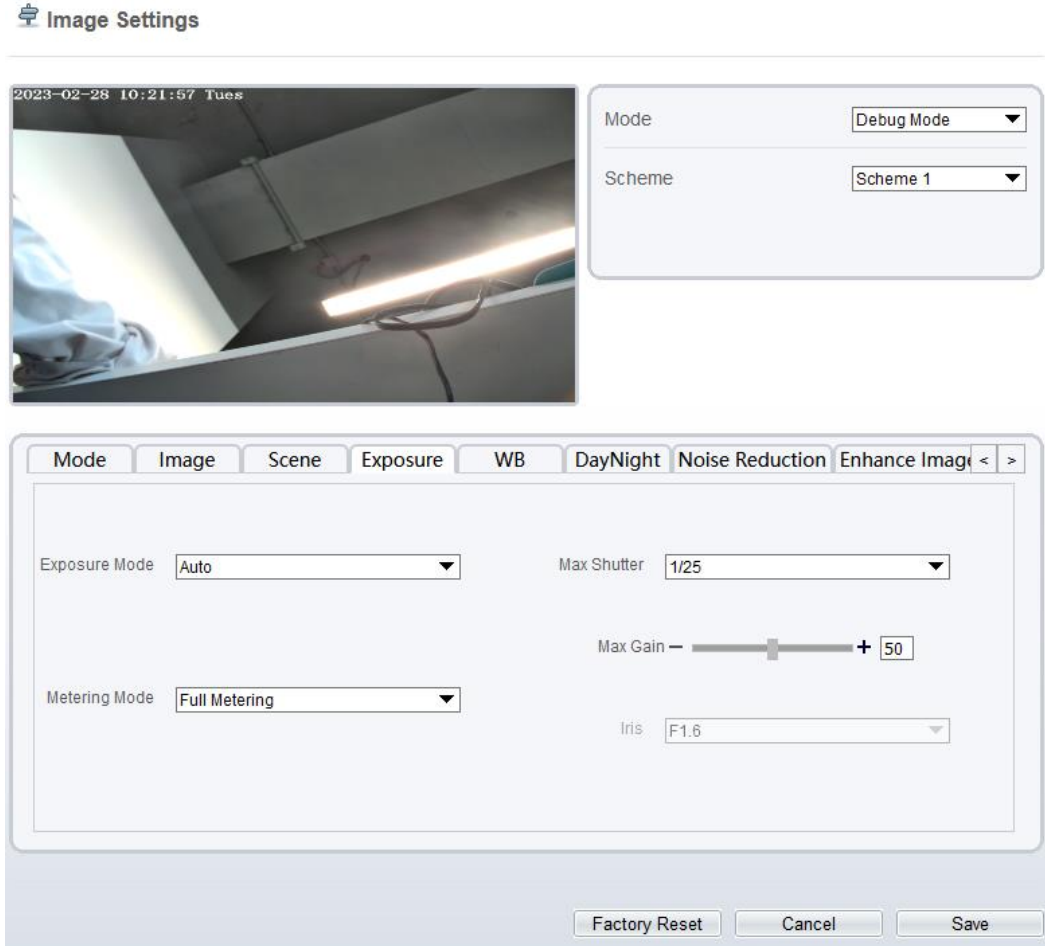 Image Settings
2023-02-28 10:21:57 Tues
Mode Debug Mode
Scheme Scheme 1
Mode Image Scene Exposure WB DayNight Noise Reduction Enhance Image < >
Exposure Mode Auto Max Shutter 1/25
Max Gain − + 50
Metering Mode Full Metering
Iris F1.6
Factory Reset Cancel Save